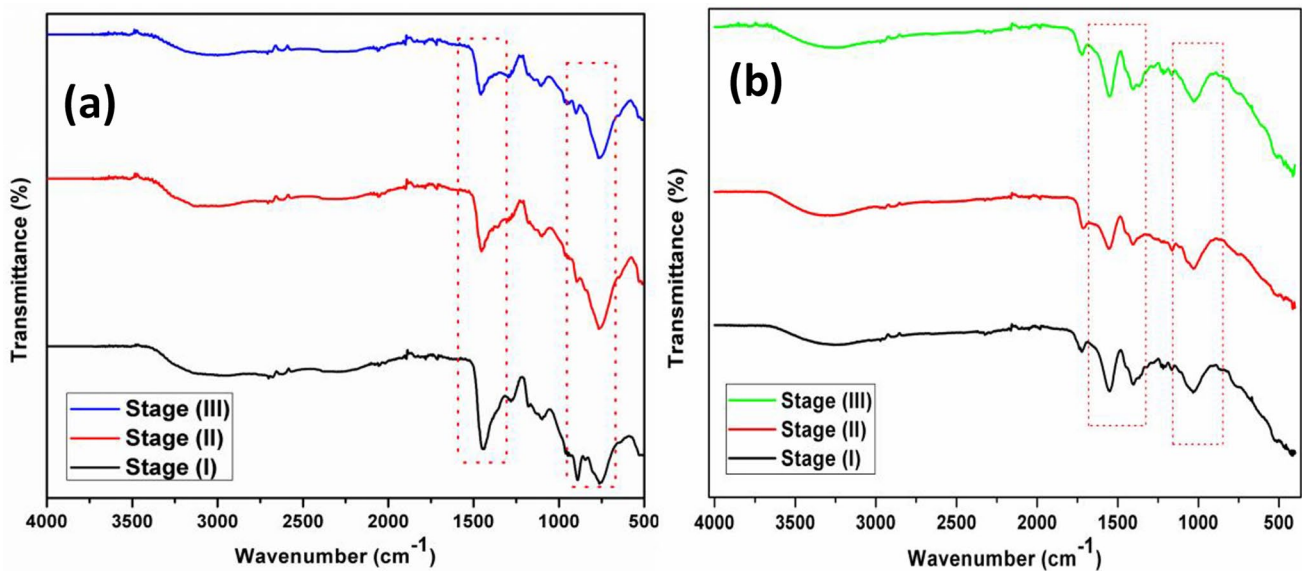 (a)
Transmittance (%)
Stage (III)
Stage (II)
Stage (I)
4000 3500 3000 2500 2000 1500 1000 500
Wavenumber (cm⁻¹)
(b)
Transmittance (%)
Stage (III)
Stage (II)
Stage (I)
4000 3500 3000 2500 2000 1500 1000 500
Wavenumber (cm⁻¹)